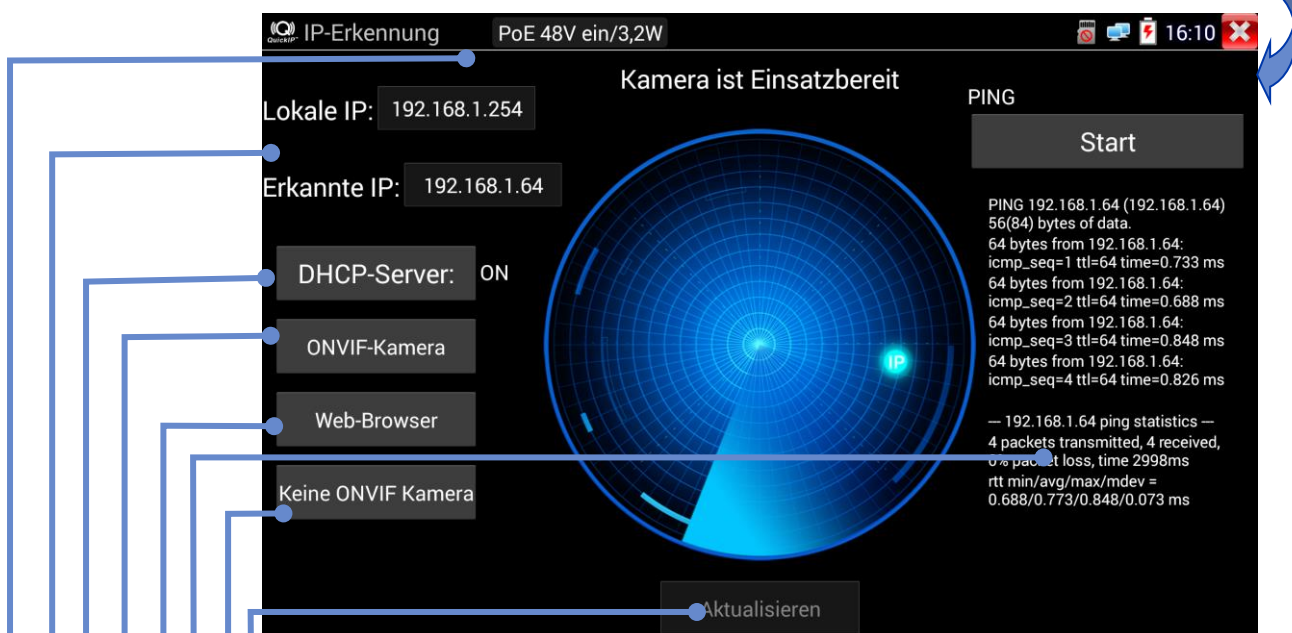 QuickIP™ IP-Erkennung
PoE 48V ein/3,2W
16:10
Kamera ist Einsatzbereit
Lokale IP: 192.168.1.254
Erkannte IP: 192.168.1.64
DHCP-Server: ON
ONVIF-Kamera
Web-Browser
Keine ONVIF Kamera
IP
Aktualisieren
PING
Start
PING 192.168.1.64 (192.168.1.64)
56(84) bytes of data.
64 bytes from 192.168.1.64:
icmp_seq=1 ttl=64 time=0.733 ms
64 bytes from 192.168.1.64:
icmp_seq=2 ttl=64 time=0.688 ms
64 bytes from 192.168.1.64:
icmp_seq=3 ttl=64 time=0.848 ms
64 bytes from 192.168.1.64:
icmp_seq=4 ttl=64 time=0.826 ms
--- 192.168.1.64 ping statistics ---
4 packets transmitted, 4 received,
0% packet loss, time 2998ms
rtt min/avg/max/mdev =
0.688/0.773/0.848/0.073 ms